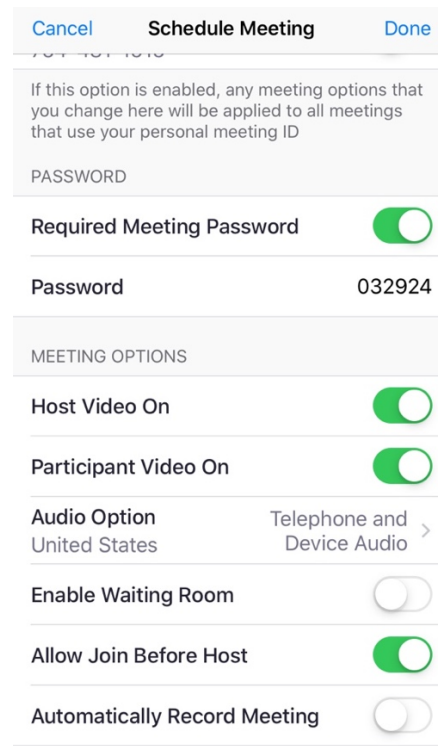 Cancel Schedule Meeting Done
If this option is enabled, any meeting options that
you change here will be applied to all meetings
that use your personal meeting ID
PASSWORD
Required Meeting Password
Password 032924
MEETING OPTIONS
Host Video On
Participant Video On
Audio Option Telephone and
United States Device Audio
Enable Waiting Room
Allow Join Before Host
Automatically Record Meeting